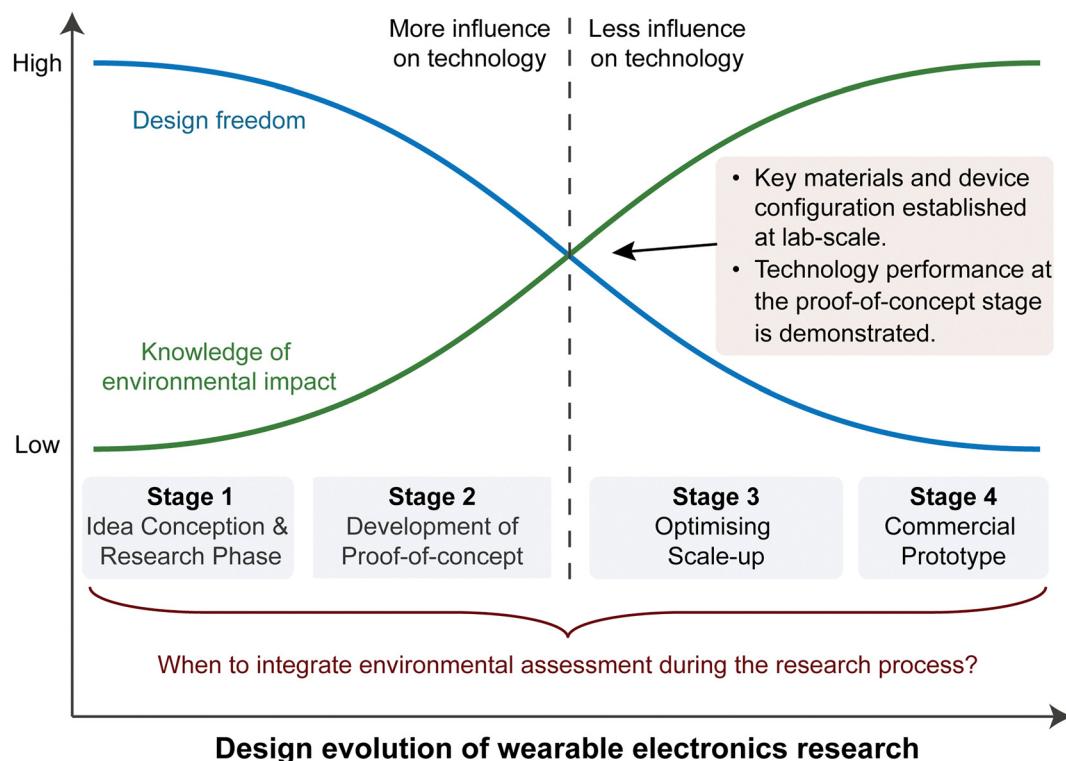 More influence
on technology
Less influence
on technology
High
Design freedom
• Key materials and device
configuration established
at lab-scale.
• Technology performance at
the proof-of-concept stage
is demonstrated.
Knowledge of
environmental impact
Low
Stage 1
Idea Conception &
Research Phase
Stage 2
Development of
Proof-of-concept
Stage 3
Optimising
Scale-up
Stage 4
Commercial
Prototype
When to integrate environmental assessment during the research process?
Design evolution of wearable electronics research